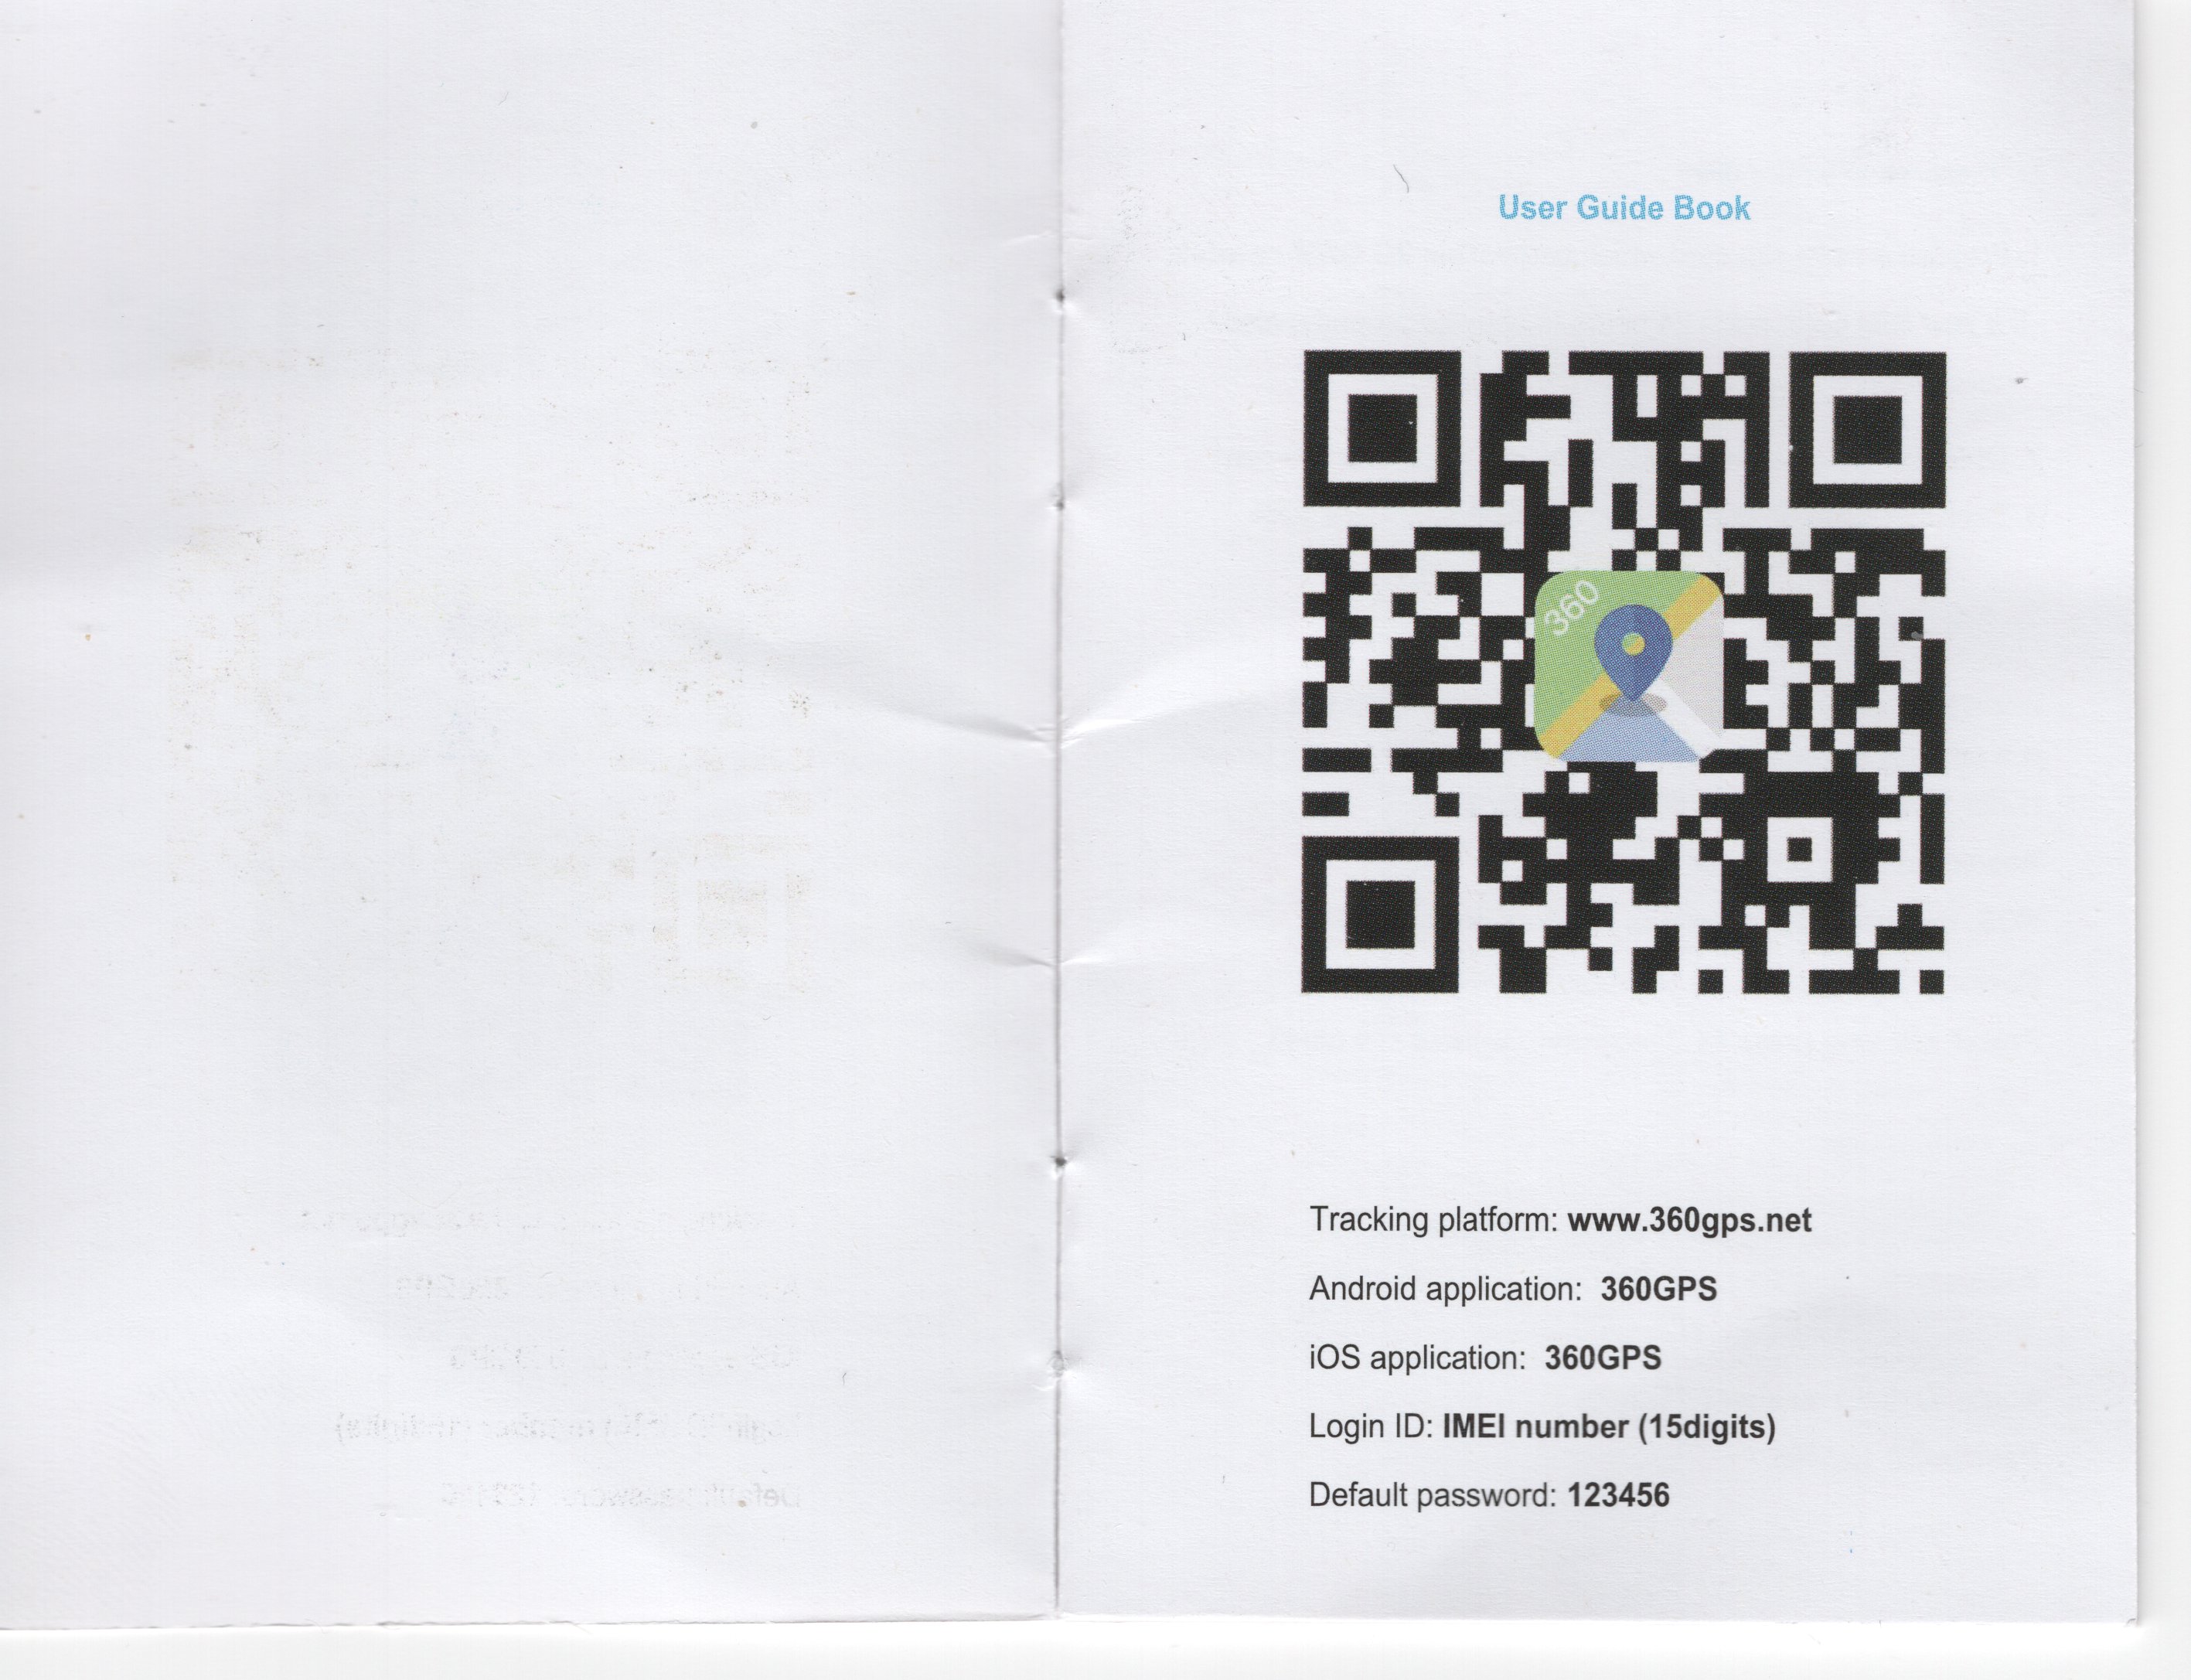 User Guide Book
360
Tracking platform: www.360gps.net
Android application: 360GPS
iOS application: 360GPS
Login ID: IMEI number (15digits)
Default password: 123456